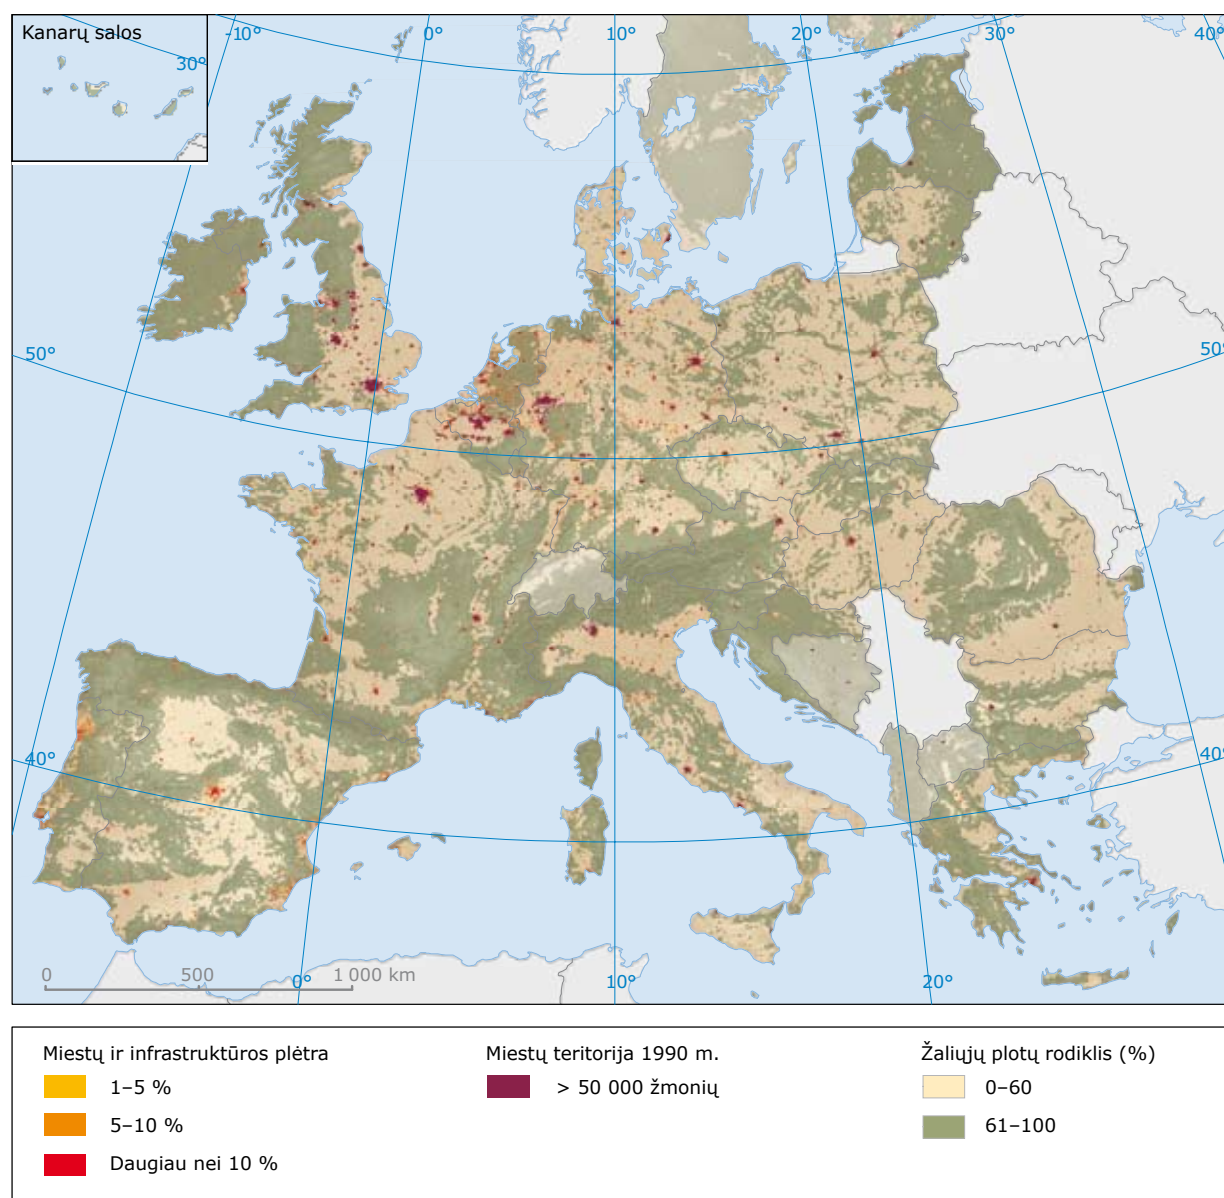 Kanarų salos
-10°
0°
10°
20°
30°
40°
30°
50°
50°
40°
40°
0
500
1 000 km
0°
10°
20°
Miestų ir infrastruktūros plėtra
1–5 %
5–10 %
Daugiau nei 10 %
Miestų teritorija 1990 m.
> 50 000 žmonių
Žaliųjų plotų rodiklis (%)
0–60
61–100